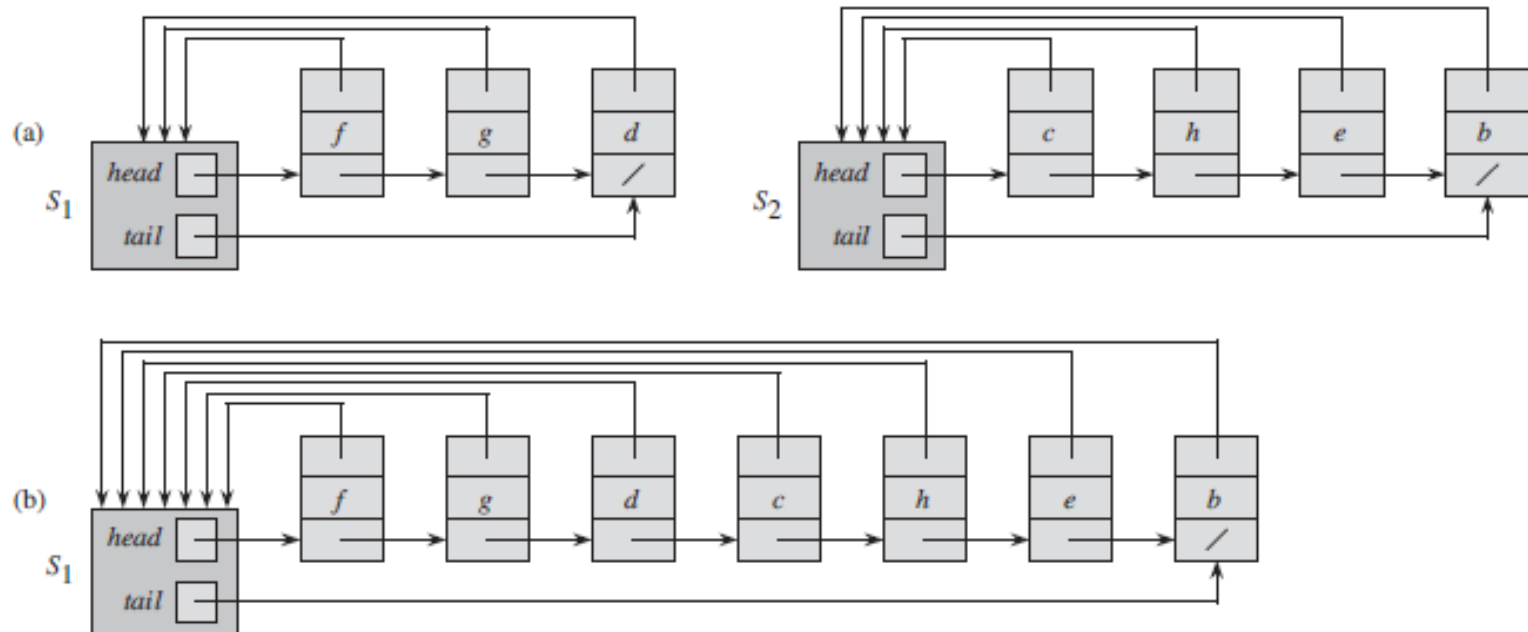 (a)
S1
head
tail
f g d
S2
head
tail
c h e b
(b)
S1
head
tail
f g d c h e b